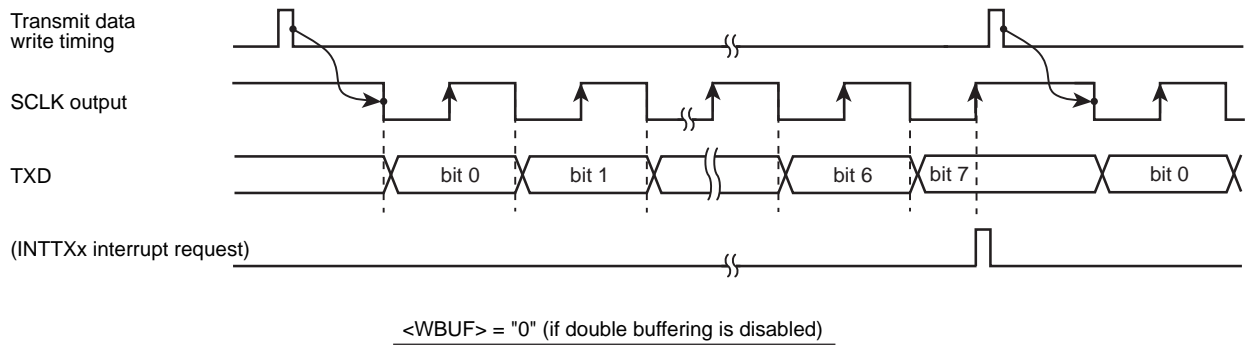 Transmit data
write timing
SCLK output
TXD
bit 0
bit 1
bit 6
bit 7
bit 0
(INTTXx interrupt request)
<WBUF> = "0" (if double buffering is disabled)